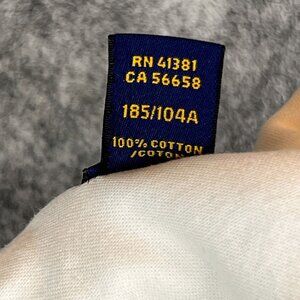 RN 41381
CA 56658
185/104A
100% COTTON
/COTON